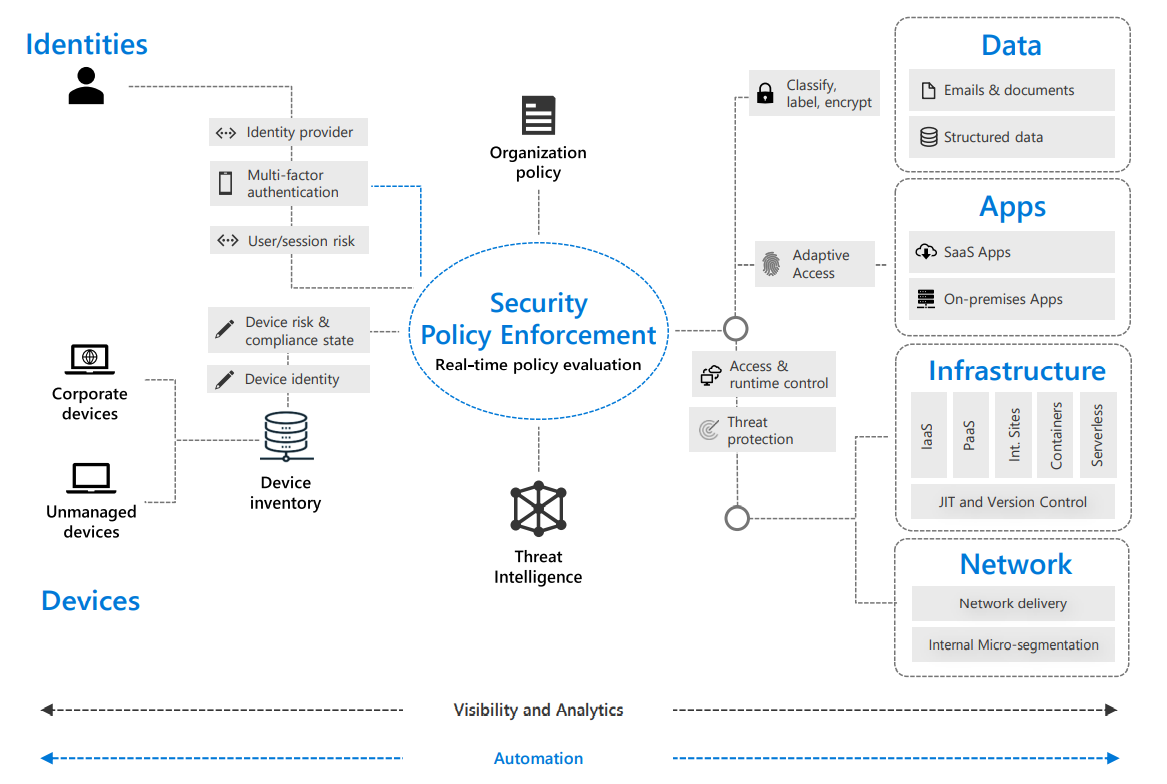 Identities
Identity provider
Multi-factor
authentication
User/session risk
Device risk &
compliance state
Device identity
Corporate
devices
Unmanaged
devices
Device
inventory
Devices
Organization
policy
Security
Policy Enforcement
Real-time policy evaluation
Threat
Intelligence
Classify,
label, encrypt
Adaptive
Access
Access &
runtime control
Threat
protection
Data
Emails & documents
Structured data
Apps
SaaS Apps
On-premises Apps
Infrastructure
IaaS
PaaS
Int. Sites
Containers
Serverless
JIT and Version Control
Network
Network delivery
Internal Micro-segmentation
Visibility and Analytics
Automation